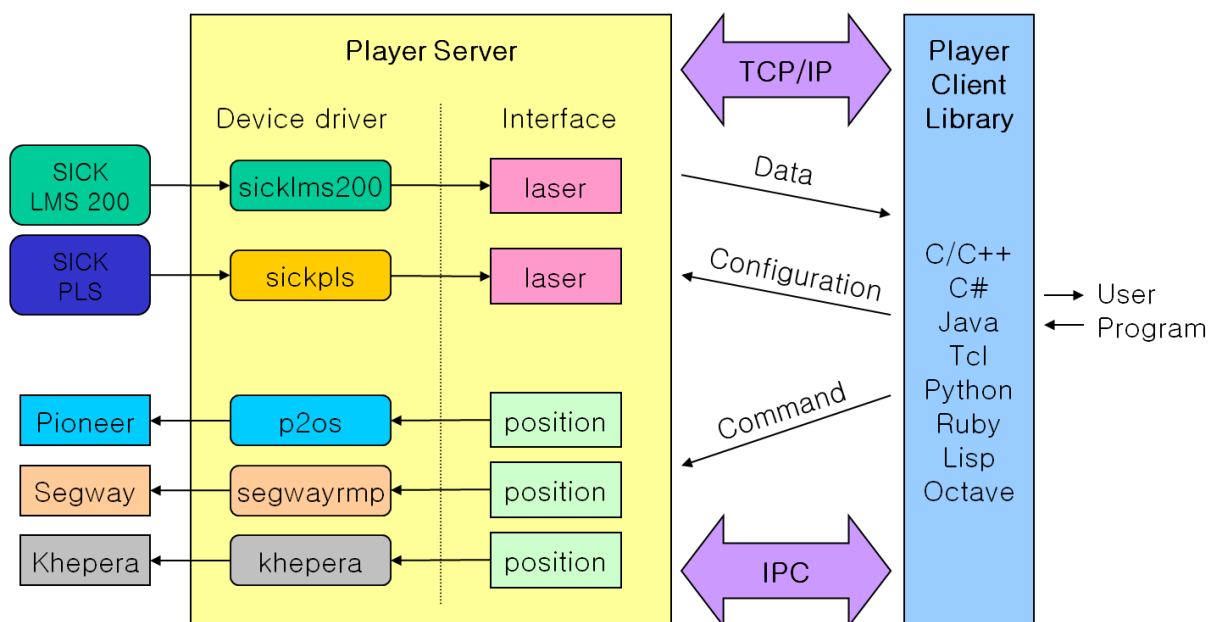 Player Server
Device driver
Interface
SICK
LMS 200
sicklms200
laser
SICK
PLS
sickpls
laser
Pioneer
p2os
position
Segway
segwayrmp
position
Khepera
khepera
position
TCP/IP
Data
Configuration
Command
IPC
Player
Client
Library
C/C++
C#
Java
Tcl
Python
Ruby
Lisp
Octave
User
Program